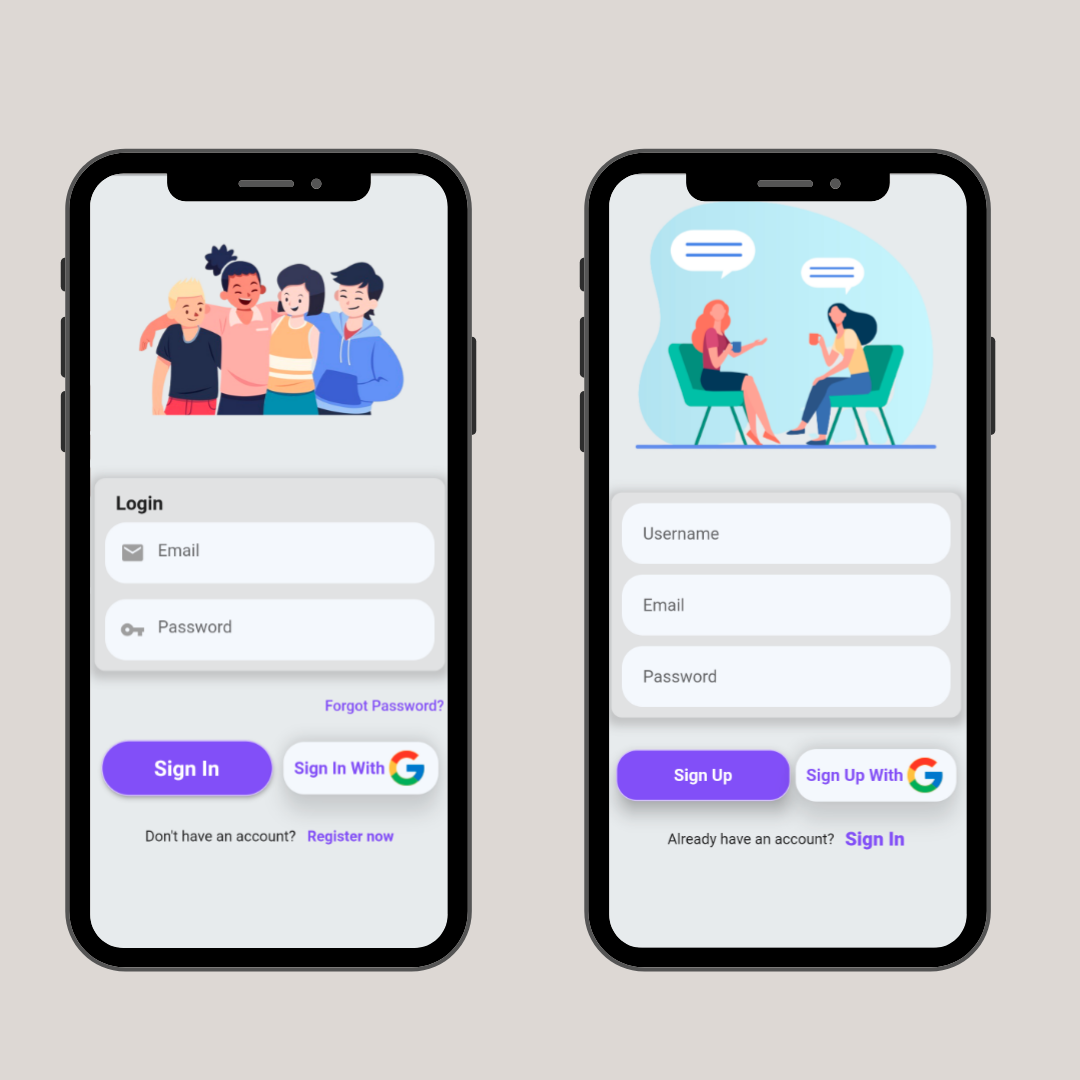 Login
Email
Password
Forgot Password?
Sign In
Sign In With
Don't have an account? Register now
Username
Email
Password
Sign Up
Sign Up With
Already have an account? Sign In